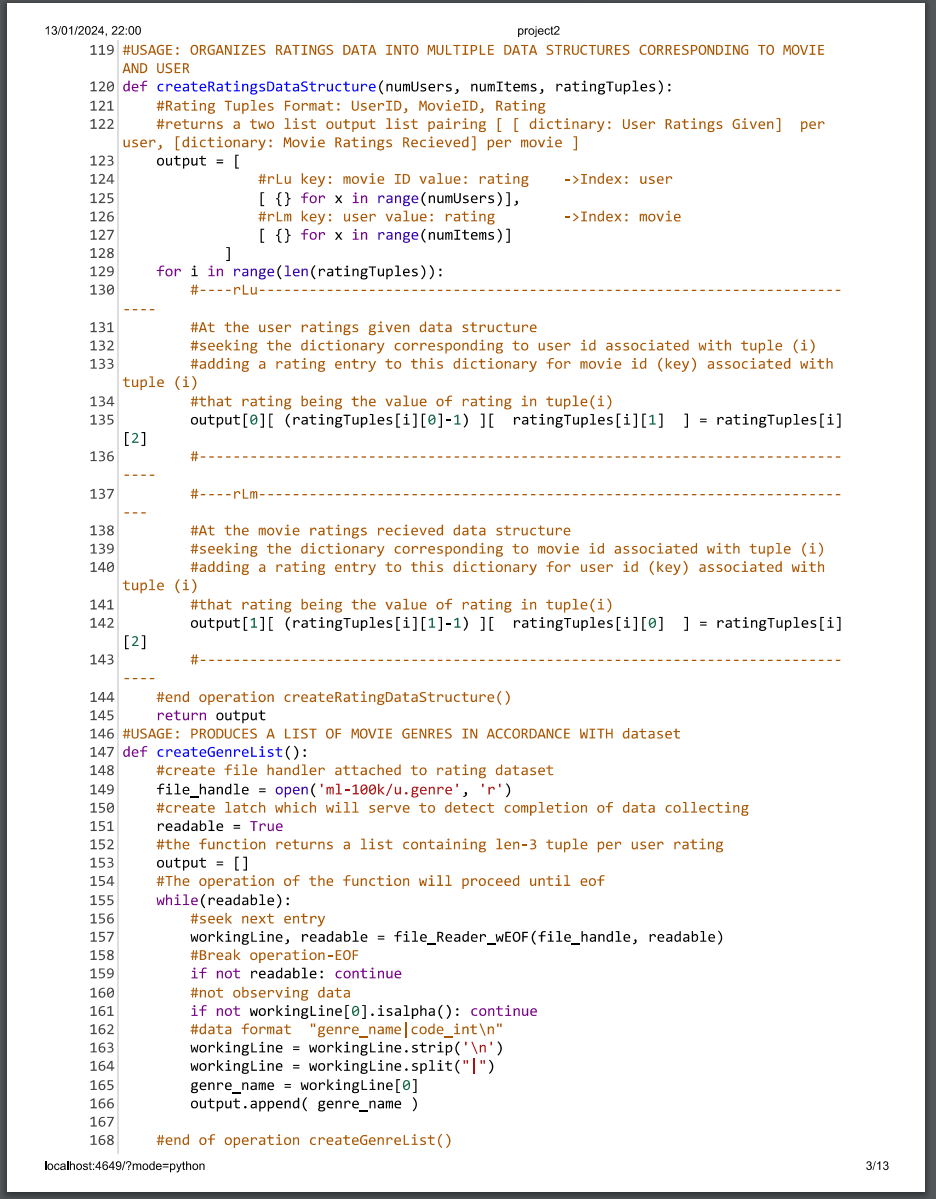 13/01/2024, 22:00 project2
119 #USAGE: ORGANIZES RATINGS DATA INTO MULTIPLE DATA STRUCTURES CORRESPONDING TO MOVIE
AND USER
120 def createRatingsDataStructure(numUsers, numItems, ratingTuples):
121     #Rating Tuples Format: UserID, MovieID, Rating
122     #returns a two list output list pairing [ [ dictinary: User Ratings Given]  per
user, [dictionary: Movie Ratings Recieved] per movie ]
123     output = [
124                 #rLu key: movie ID value: rating    ->Index: user
125                 [ {} for x in range(numUsers)],
126                 #rLm key: user value: rating        ->Index: movie
127                 [ {} for x in range(numItems)]
128             ]
129     for i in range(len(ratingTuples)):
130         #----rLu---------------------------------------------------------------------
----
131         #At the user ratings given data structure
132         #seeking the dictionary corresponding to user id associated with tuple (i)
133         #adding a rating entry to this dictionary for movie id (key) associated with
tuple (i)
134         #that rating being the value of rating in tuple(i)
135         output[0][ (ratingTuples[i][0]-1) ][  ratingTuples[i][1]  ] = ratingTuples[i]
[2]
136         #----------------------------------------------------------------------------
----
137         #----rLm---------------------------------------------------------------------
---
138         #At the movie ratings recieved data structure
139         #seeking the dictionary corresponding to movie id associated with tuple (i)
140         #adding a rating entry to this dictionary for user id (key) associated with
tuple (i)
141         #that rating being the value of rating in tuple(i)
142         output[1][ (ratingTuples[i][1]-1) ][  ratingTuples[i][0]  ] = ratingTuples[i]
[2]
143         #----------------------------------------------------------------------------
----
144     #end operation createRatingDataStructure()
145     return output
146 #USAGE: PRODUCES A LIST OF MOVIE GENRES IN ACCORDANCE WITH dataset
147 def createGenreList():
148     #create file handler attached to rating dataset
149     file_handle = open('ml-100k/u.genre', 'r')
150     #create latch which will serve to detect completion of data collecting
151     readable = True
152     #the function returns a list containing len-3 tuple per user rating
153     output = []
154     #The operation of the function will proceed until eof
155     while(readable):
156         #seek next entry
157         workingLine, readable = file_Reader_wEOF(file_handle, readable)
158         #Break operation-EOF
159         if not readable: continue
160         #not observing data
161         if not workingLine[0].isalpha(): continue
162         #data format  "genre_name|code_int\n"
163         workingLine = workingLine.strip('\n')
164         workingLine = workingLine.split("|")
165         genre_name = workingLine[0]
166         output.append( genre_name )
167
168     #end of operation createGenreList()
localhost:4649/?mode=python 3/13